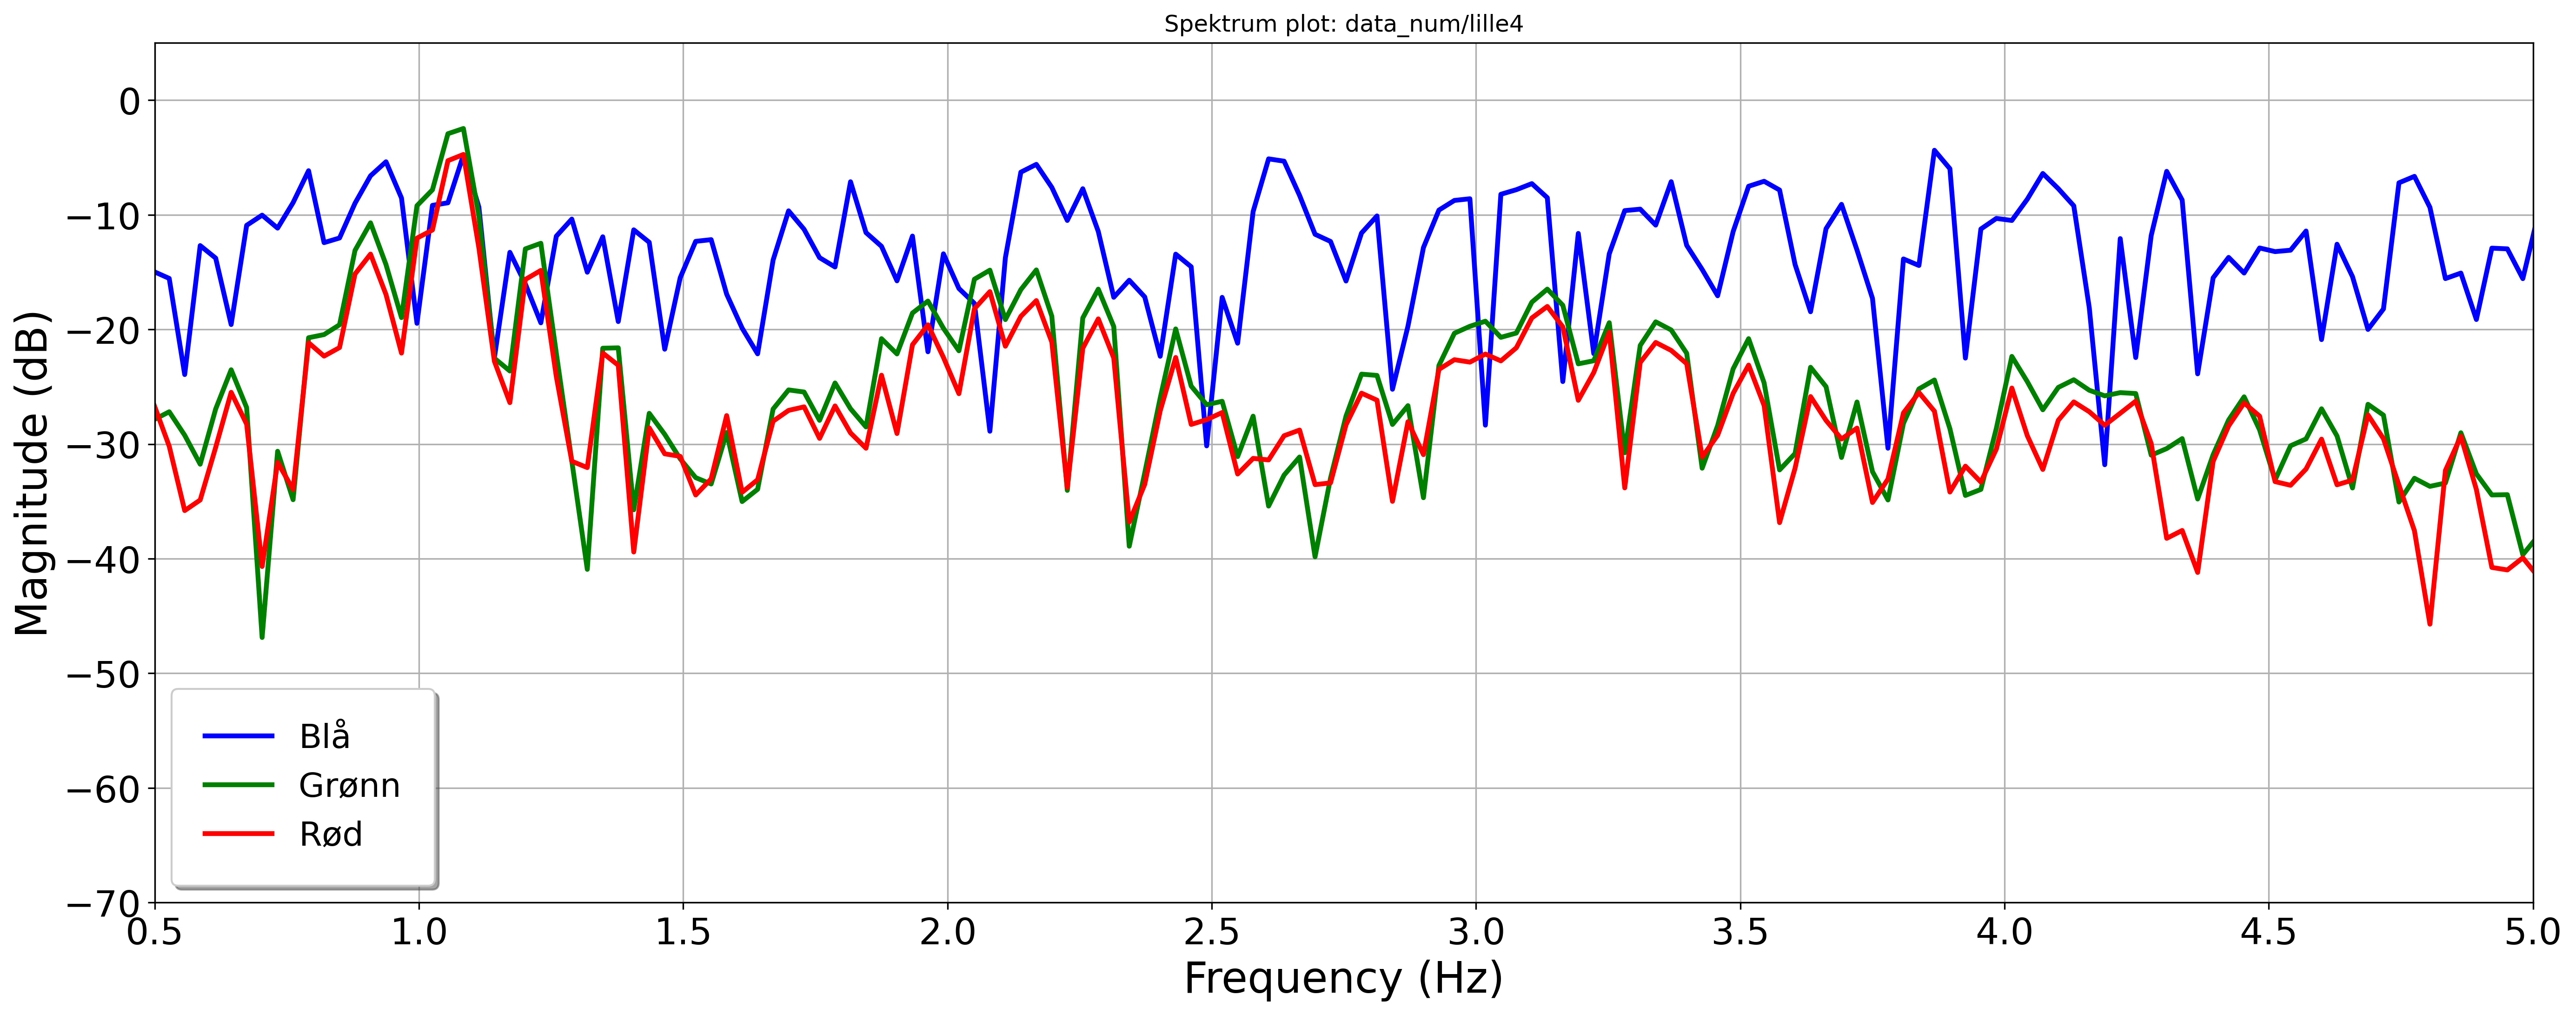 Spektrum plot: data_num/lille4
Magnitude (dB)
0
−10
−20
−30
−40
−50
−60
−70
Blå
Grønn
Rød
0.5 1.0 1.5 2.0 2.5 3.0 3.5 4.0 4.5 5.0
Frequency (Hz)